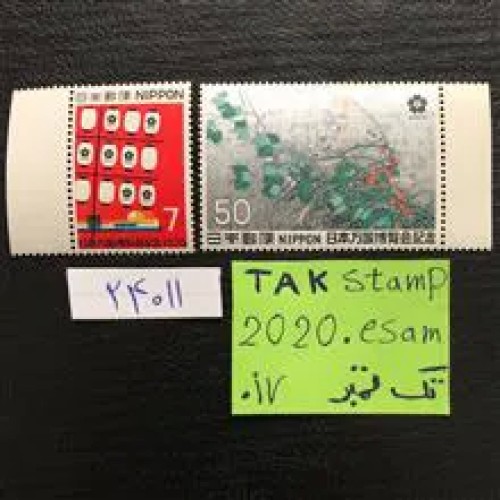 日本郵便 NIPPON
7
50
日本郵便 NIPPON 日本万国博覧会記念
۲۴۰۱۱
TAK stamp
2020.esam
۰۱۷ تک تمبر